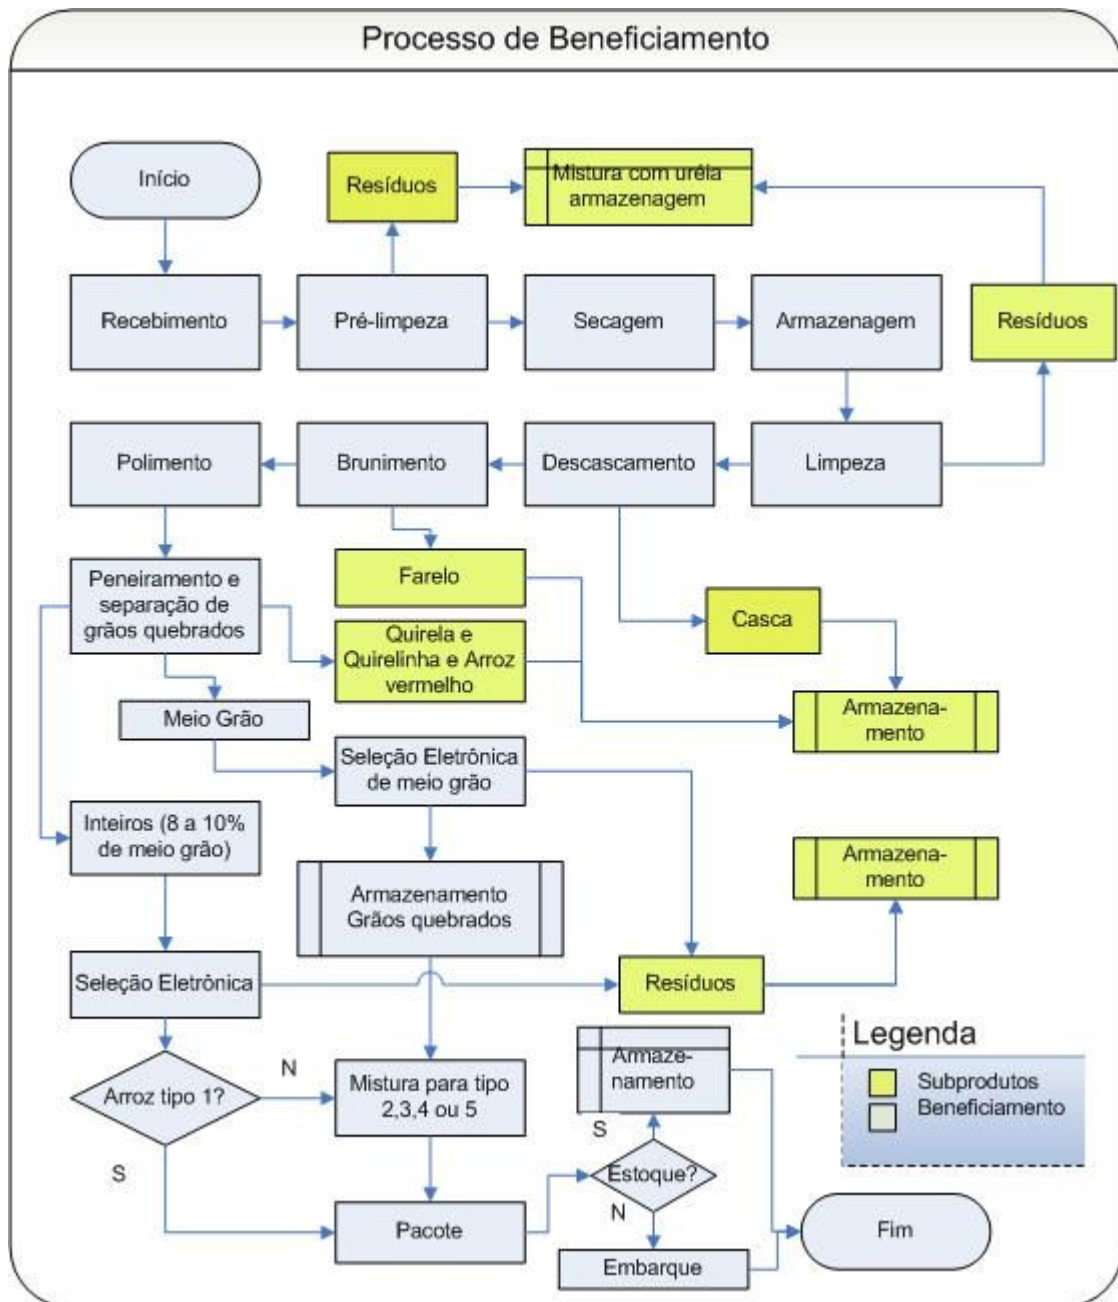 Processo de Beneficiamento
Início
Resíduos
Mistura com uréia
armazenagem
Recebimento
Pré-limpeza
Secagem
Armazenagem
Resíduos
Polimento
Brunimento
Descascamento
Limpeza
Peneiramento e
separação de
grãos quebrados
Farelo
Quirela e
Quirelinha e Arroz
vermelho
Casca
Armazena-
mento
Meio Grão
Seleção Eletrônica
de meio grão
Inteiros (8 a 10%
de meio grão)
Armazena-
mento
Armazenamento
Grãos quebrados
Seleção Eletrônica
Resíduos
Arroz tipo 1?
N
S
Mistura para tipo
2,3,4 ou 5
Armaze-
namento
S
Estoque?
N
Pacote
Embarque
Fim
Legenda
Subprodutos
Beneficiamento